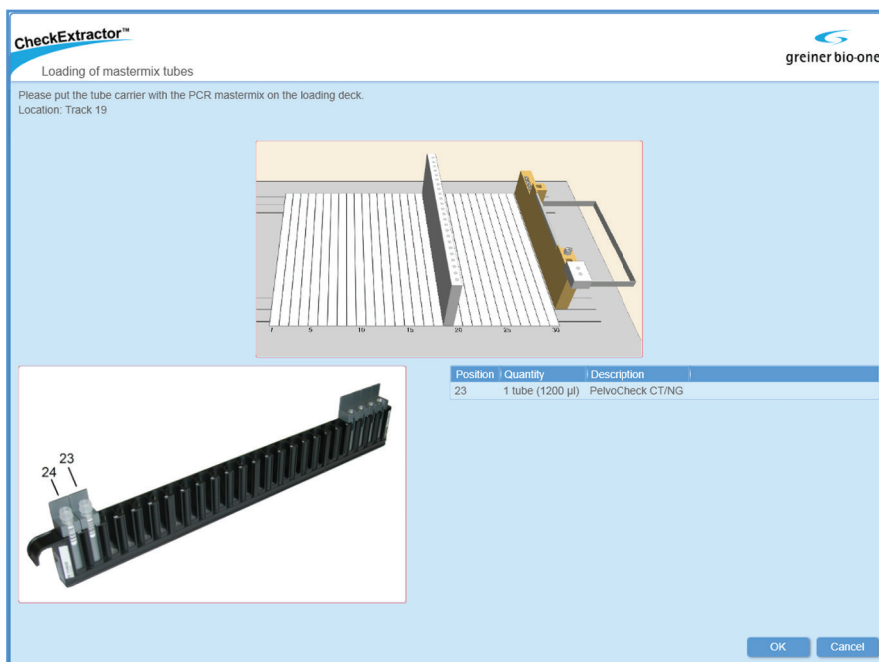 CheckExtractor™
greiner bio-one
Loading of mastermix tubes
Please put the tube carrier with the PCR mastermix on the loading deck.
Location: Track 19
1 5 10 15 20 25 30
Position Quantity Description
23 1 tube (1200 µl) PelvoCheck CT/NG
23
24
OK Cancel